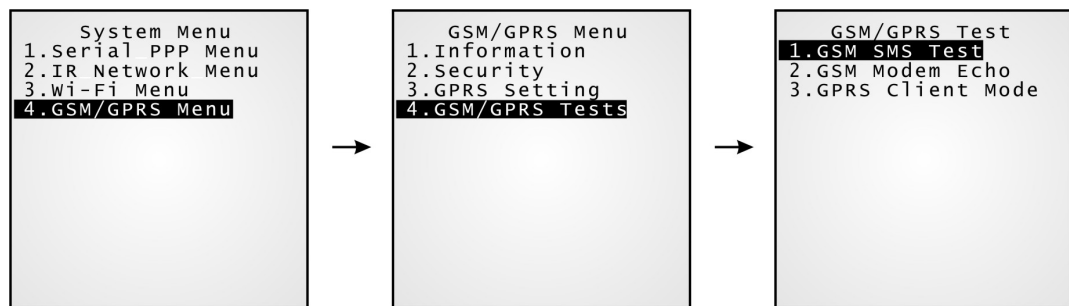 System Menu
1.Serial PPP Menu
2.IR Network Menu
3.Wi-Fi Menu
4.GSM/GPRS Menu
GSM/GPRS Menu
1.Information
2.Security
3.GPRS Setting
4.GSM/GPRS Tests
GSM/GPRS Test
1.GSM SMS Test
2.GSM Modem Echo
3.GPRS Client Mode